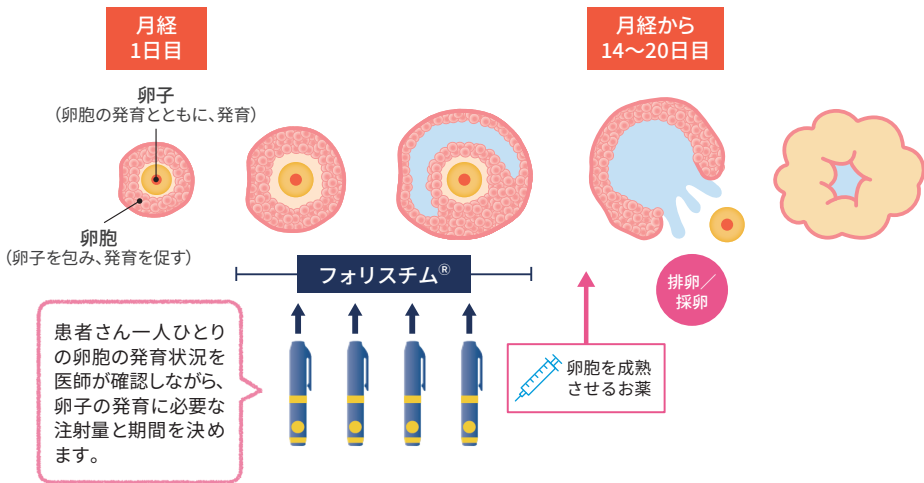 月経
1日目
月経から
14〜20日目
卵子
(卵胞の発育とともに、発育)
卵胞
(卵子を包み、発育を促す)
フォリスチム®
排卵／
採卵
患者さん一人ひとり
の卵胞の発育状況を
医師が確認しながら、
卵子の発育に必要な
注射量と期間を決め
ます。
卵胞を成熟
させるお薬